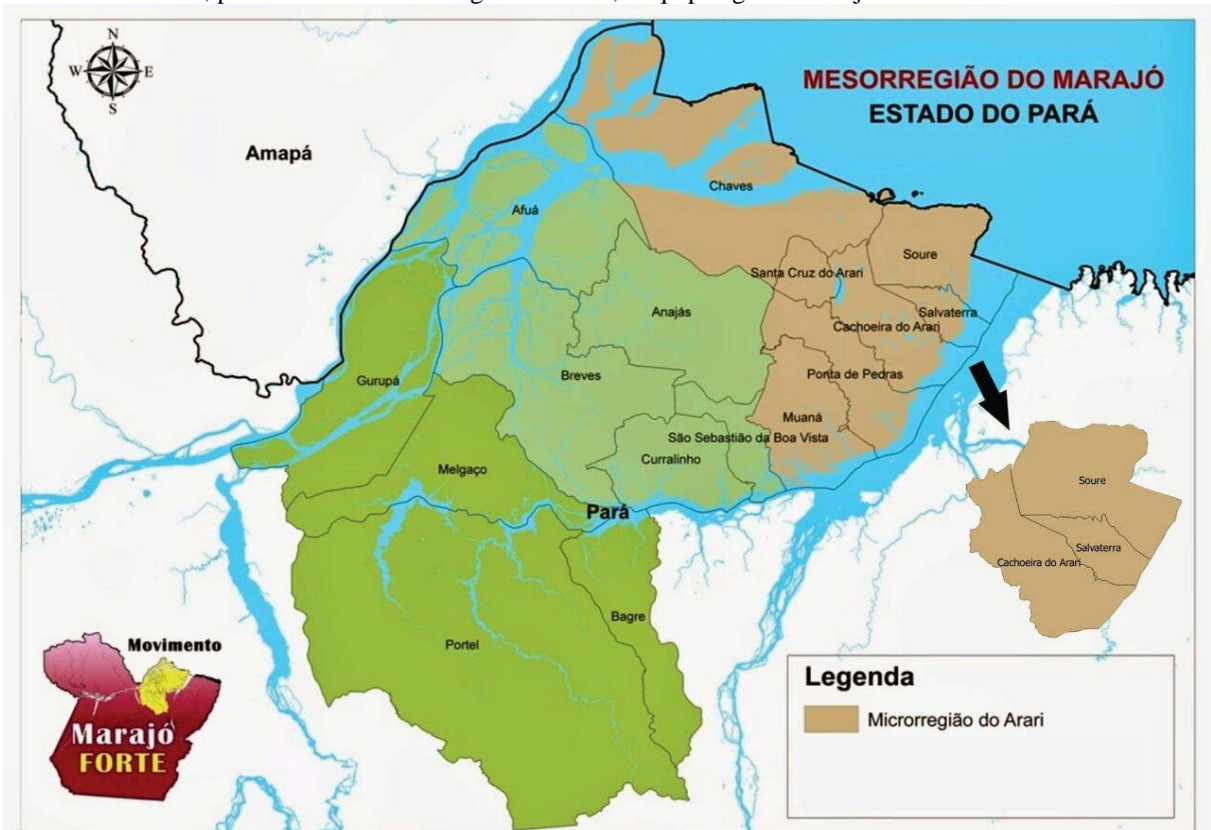 N
W
E
S
MESORREGIÃO DO MARAJÓ
ESTADO DO PARÁ
Amapá
Chaves
Afuá
Soure
Santa Cruz do Arari
Anajás
Salvaterra
Cachoeira do Arari
Gurupá
Breves
Ponta de Pedras
Muaná
São Sebastião da Boa Vista
Curralinho
Melgaço
Pará
Soure
Salvaterra
Cachoeira do Arari
Bagre
Portel
Movimento
Marajó
FORTE
Legenda
Microrregião do Arari